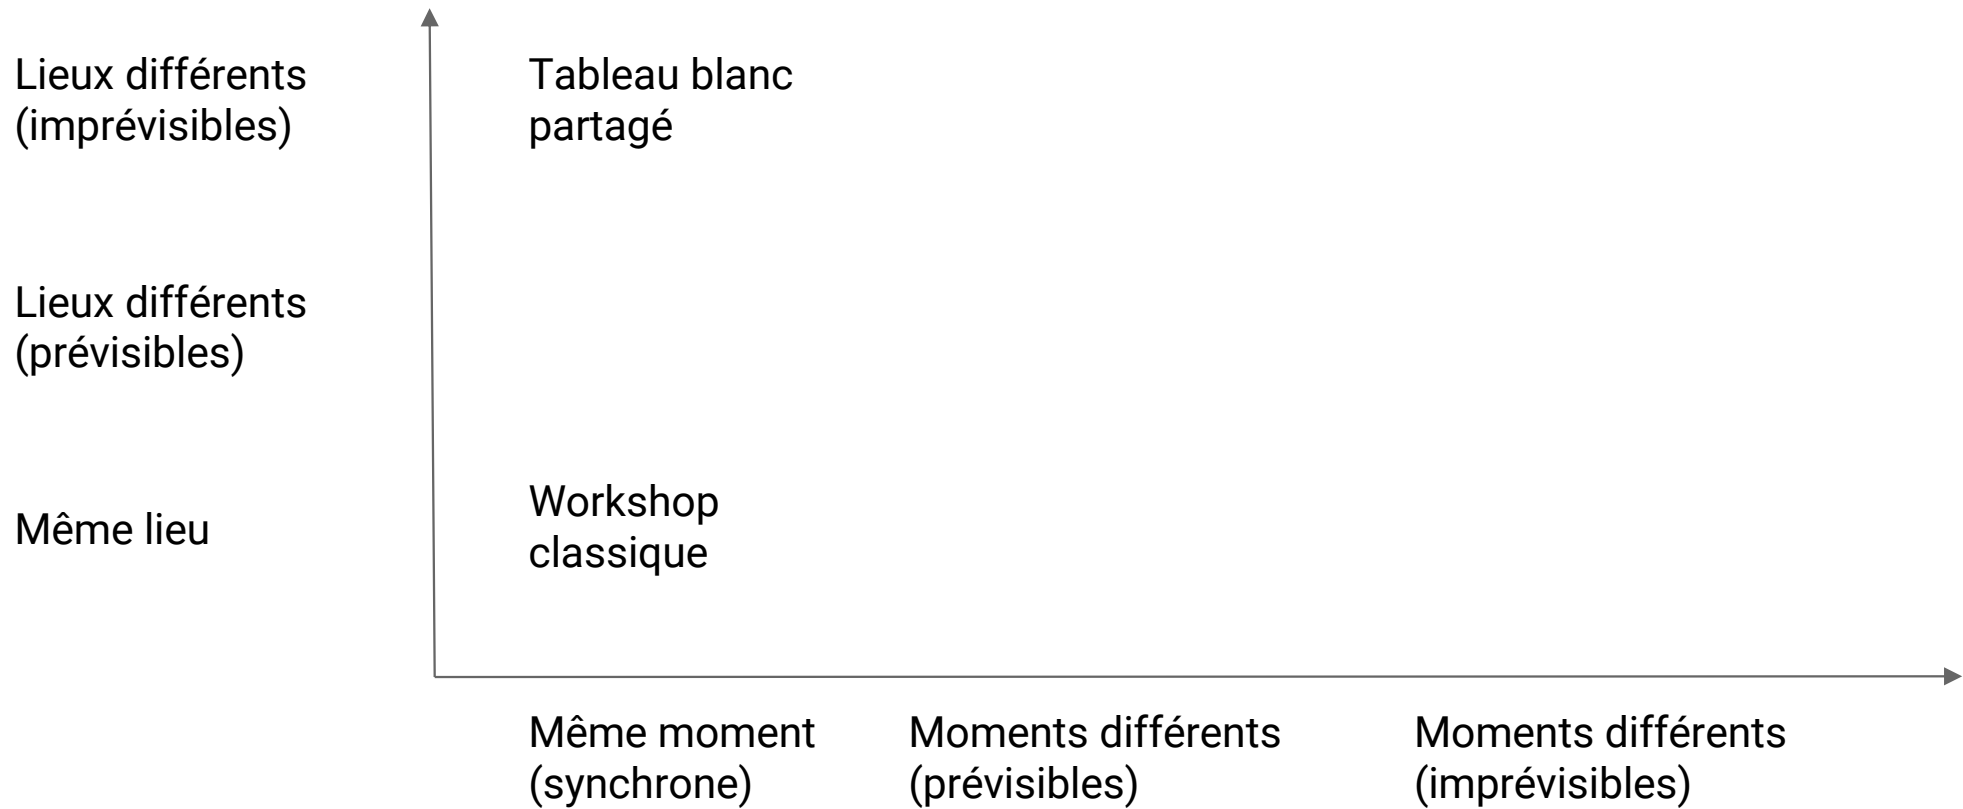 Lieux différents
(imprévisibles)
Tableau blanc
partagé
Lieux différents
(prévisibles)
Même lieu
Workshop
classique
Même moment
(synchrone)
Moments différents
(prévisibles)
Moments différents
(imprévisibles)